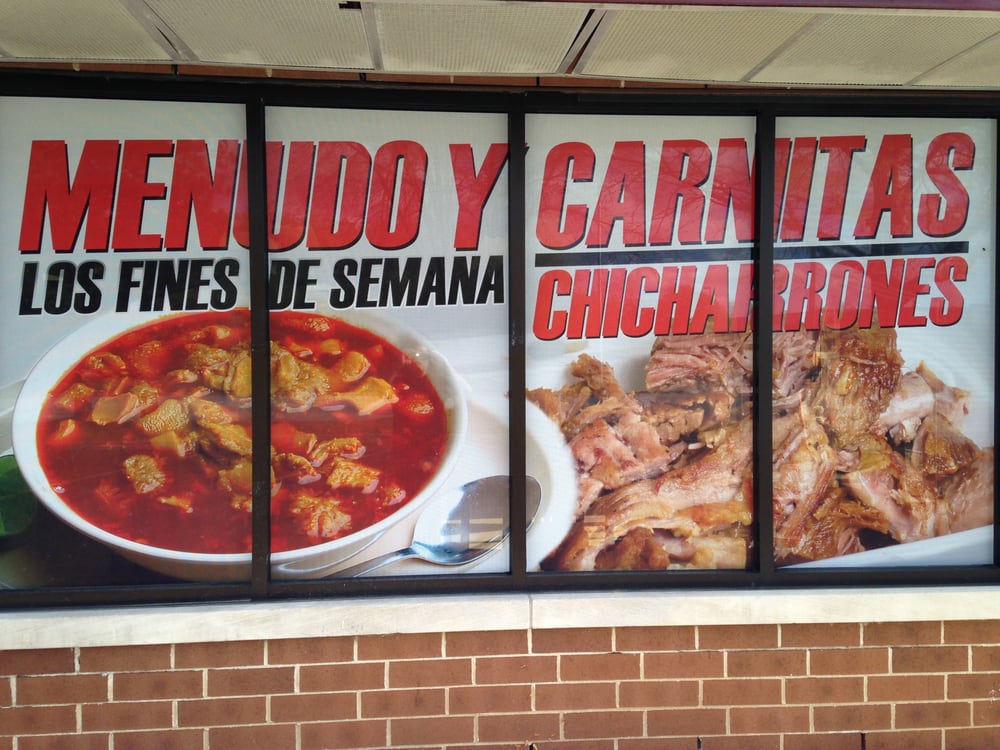 MENUDO Y CARNITAS
LOS FINES DE SEMANA
CHICHARRONES